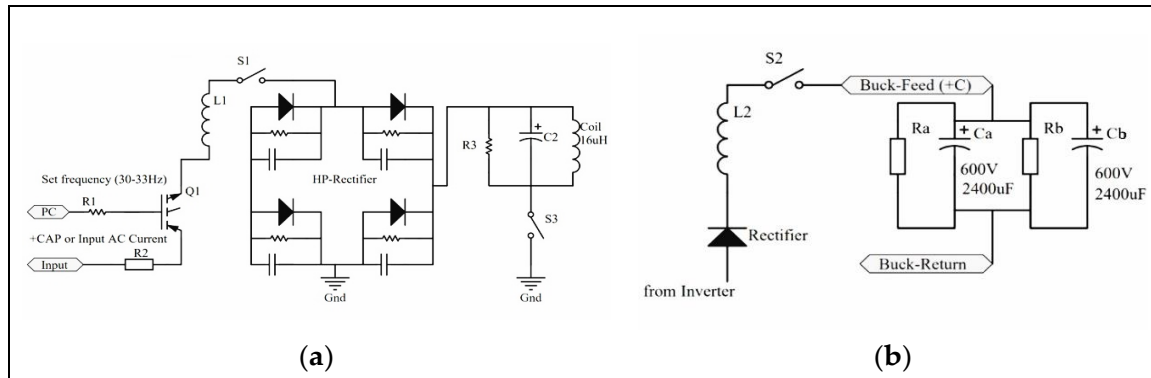 S1
L1
Set frequency (30-33Hz)
Q1
R1
PC
+CAP or Input AC Current
R2
Input
HP-Rectifier
Gnd
R3
+
C2
Coil
16uH
S3
Gnd
(a)
S2
Buck-Feed (+C)
L2
Ra
+
Ca
600V
2400uF
Rb
+
Cb
600V
2400uF
Rectifier
Buck-Return
from Inverter
(b)